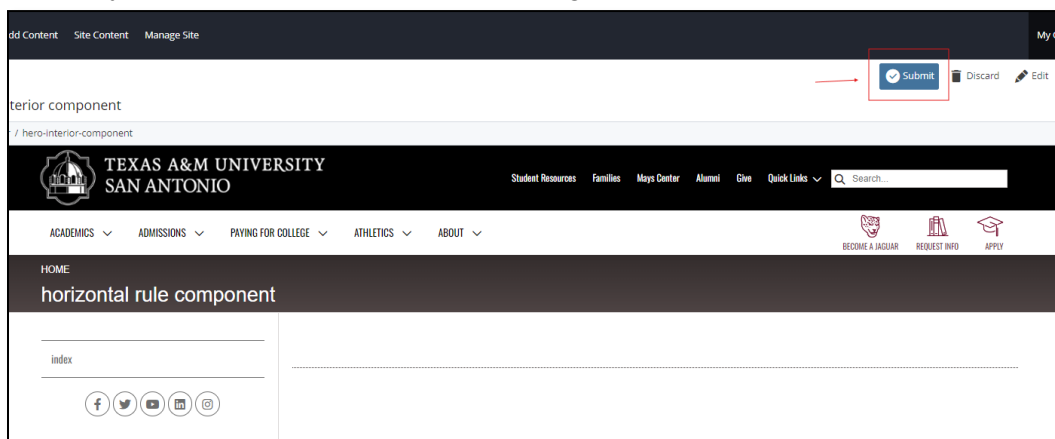 dd Content Site Content Manage Site My
Submit Discard Edit
terior component
/ hero-interior-component
TEXAS A&M UNIVERSITY
SAN ANTONIO
Student Resources Families Mays Center Alumni Give Quick Links Search...
ACADEMICS ADMISSIONS PAYING FOR COLLEGE ATHLETICS ABOUT
BECOME A JAGUAR REQUEST INFO APPLY
HOME
horizontal rule component
index